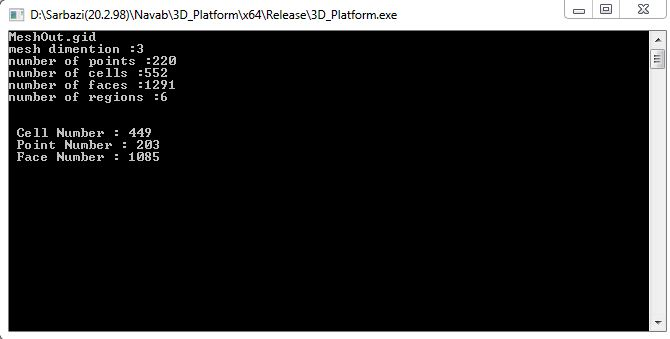 D:\Sarbazi(20.2.98)\Navab\3D_Platform\x64\Release\3D_Platform.exe
MeshOut.gid
mesh dimention :3
number of points :220
number of cells :552
number of faces :1291
number of regions :6
Cell Number : 449
Point Number : 203
Face Number : 1085